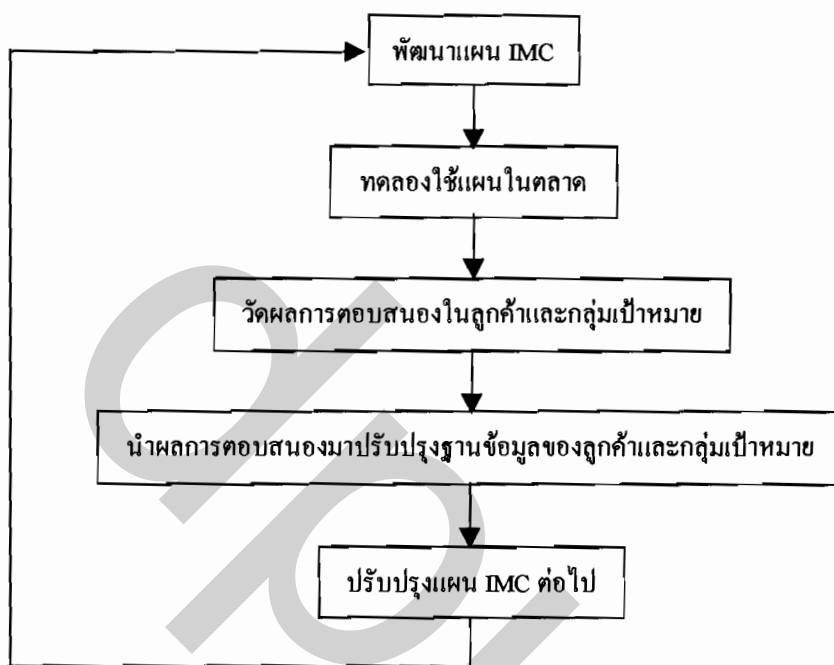 พัฒนาแผน IMC
ทดลองใช้แผนในตลาด
วัดผลการตอบสนองในลูกค้าและกลุ่มเป้าหมาย
นำผลการตอบสนองมาปรับปรุงฐานข้อมูลของลูกค้าและกลุ่มเป้าหมาย
ปรับปรุงแผน IMC ต่อไป